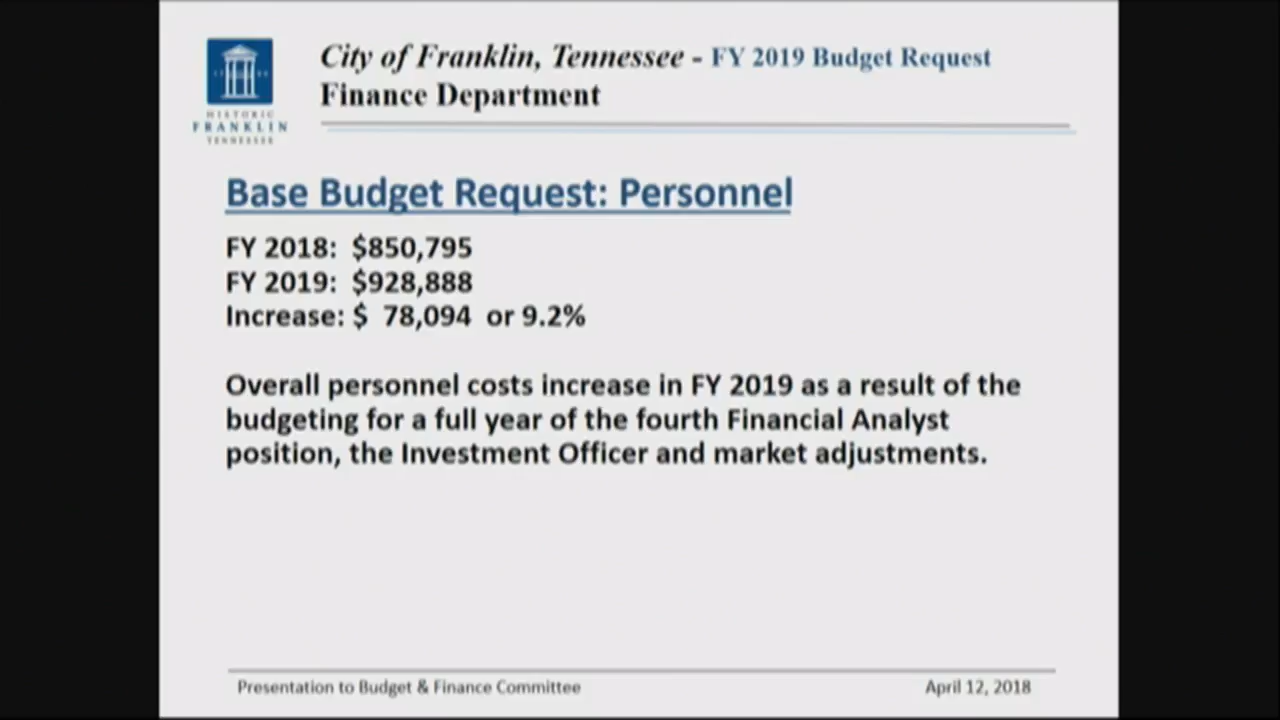 City of Franklin, Tennessee - FY 2019 Budget Request
Finance Department
HISTORIC
FRANKLIN
TENNESSEE
Base Budget Request: Personnel
FY 2018: $850,795
FY 2019: $928,888
Increase: $ 78,094 or 9.2%
Overall personnel costs increase in FY 2019 as a result of the
budgeting for a full year of the fourth Financial Analyst
position, the Investment Officer and market adjustments.
Presentation to Budget & Finance Committee
April 12, 2018